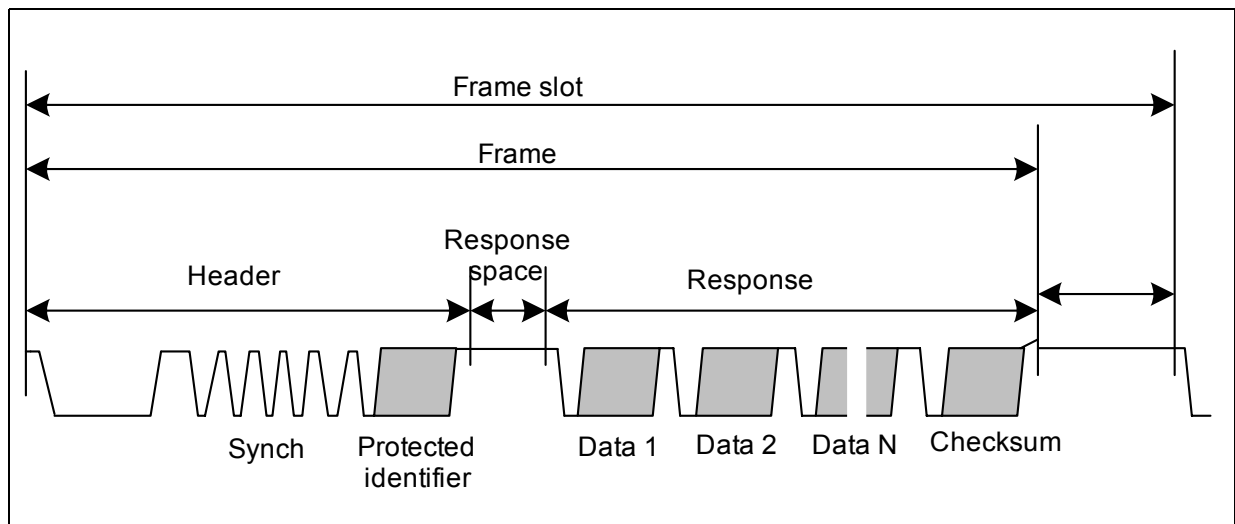 Frame slot
Frame
Response
space
Header
Response
Synch
Protected
identifier
Data 1
Data 2
Data N
Checksum